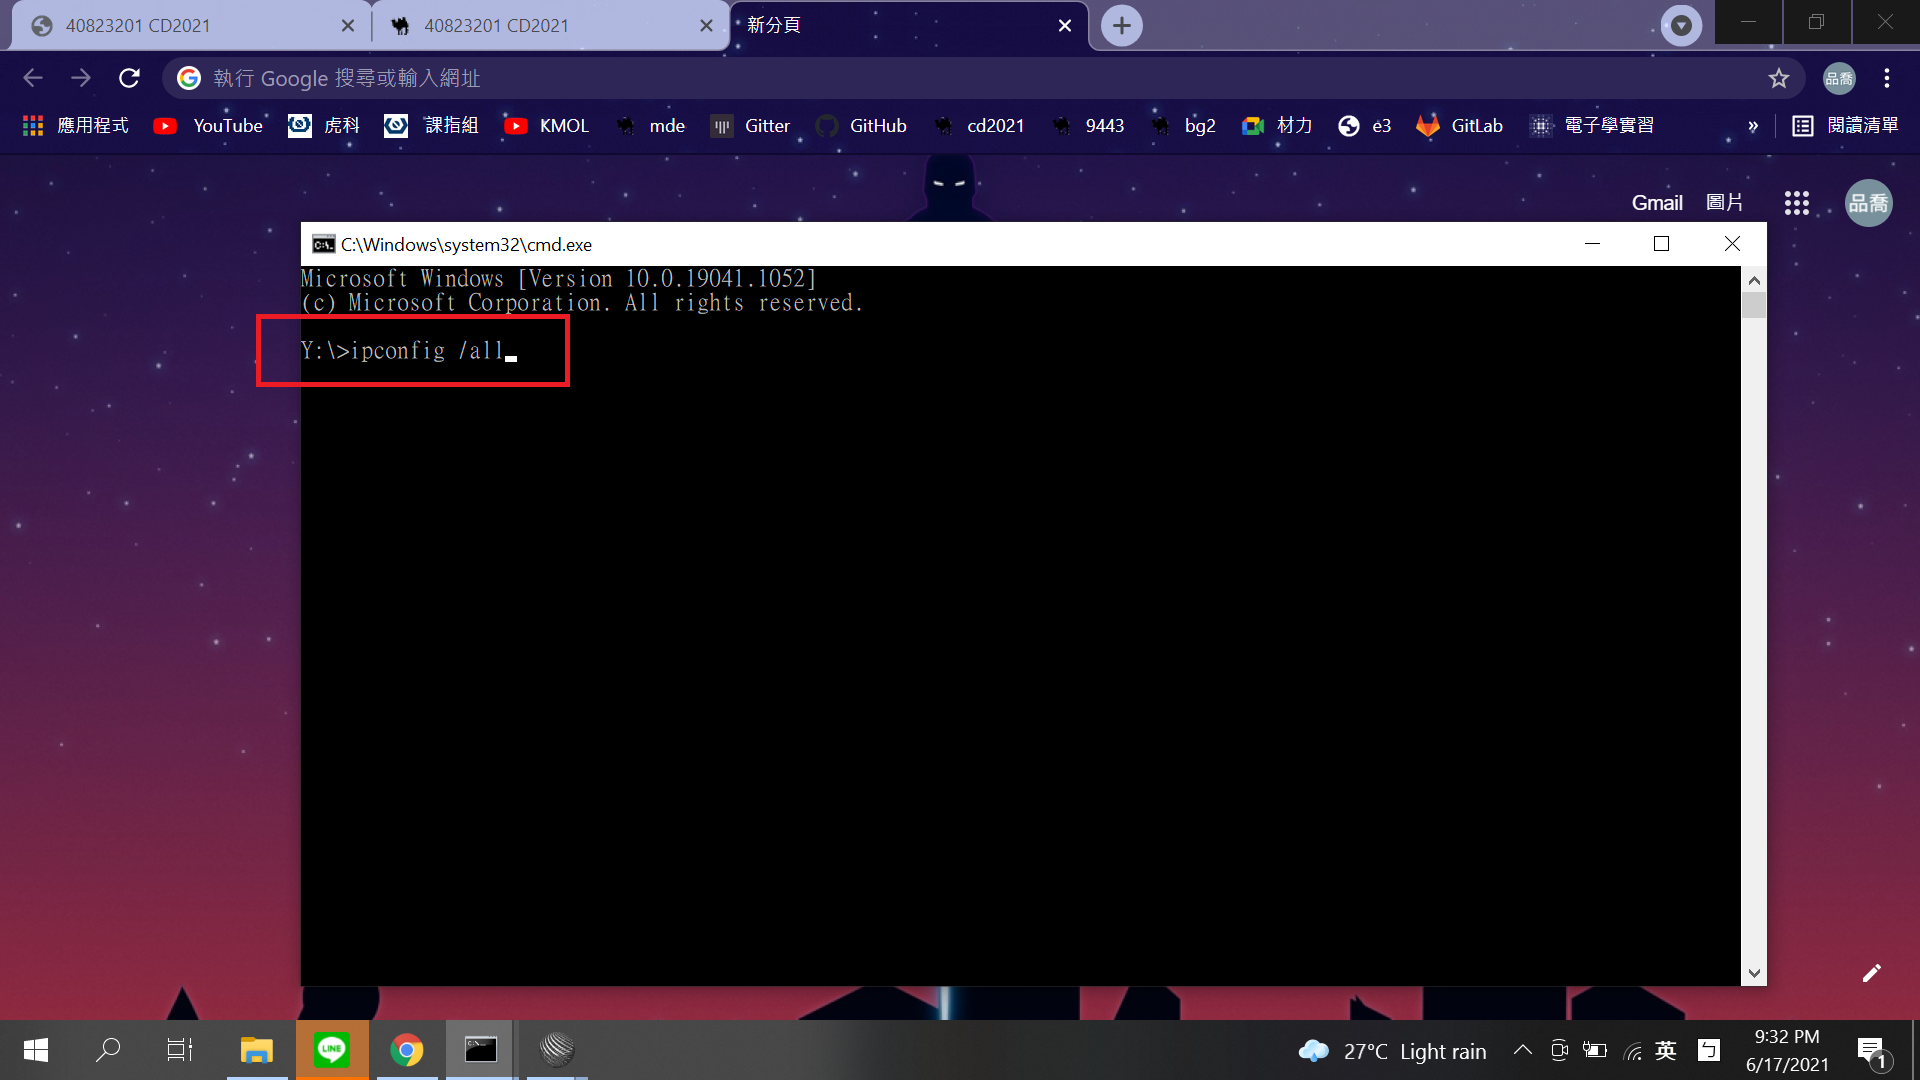 40823201 CD2021
40823201 CD2021
新分頁
執行 Google 搜尋或輸入網址
品喬
應用程式
YouTube
虎科
課指組
KMOL
mde
Gitter
GitHub
cd2021
9443
bg2
材力
e3
GitLab
電子學實習
»
閱讀清單
Gmail
圖片
品喬
C:\Windows\system32\cmd.exe
Microsoft Windows [Version 10.0.19041.1052]
(c) Microsoft Corporation. All rights reserved.
Y:\>ipconfig /all
LINE
27°C Light rain
英
ㄅ
9:32 PM
6/17/2021
1